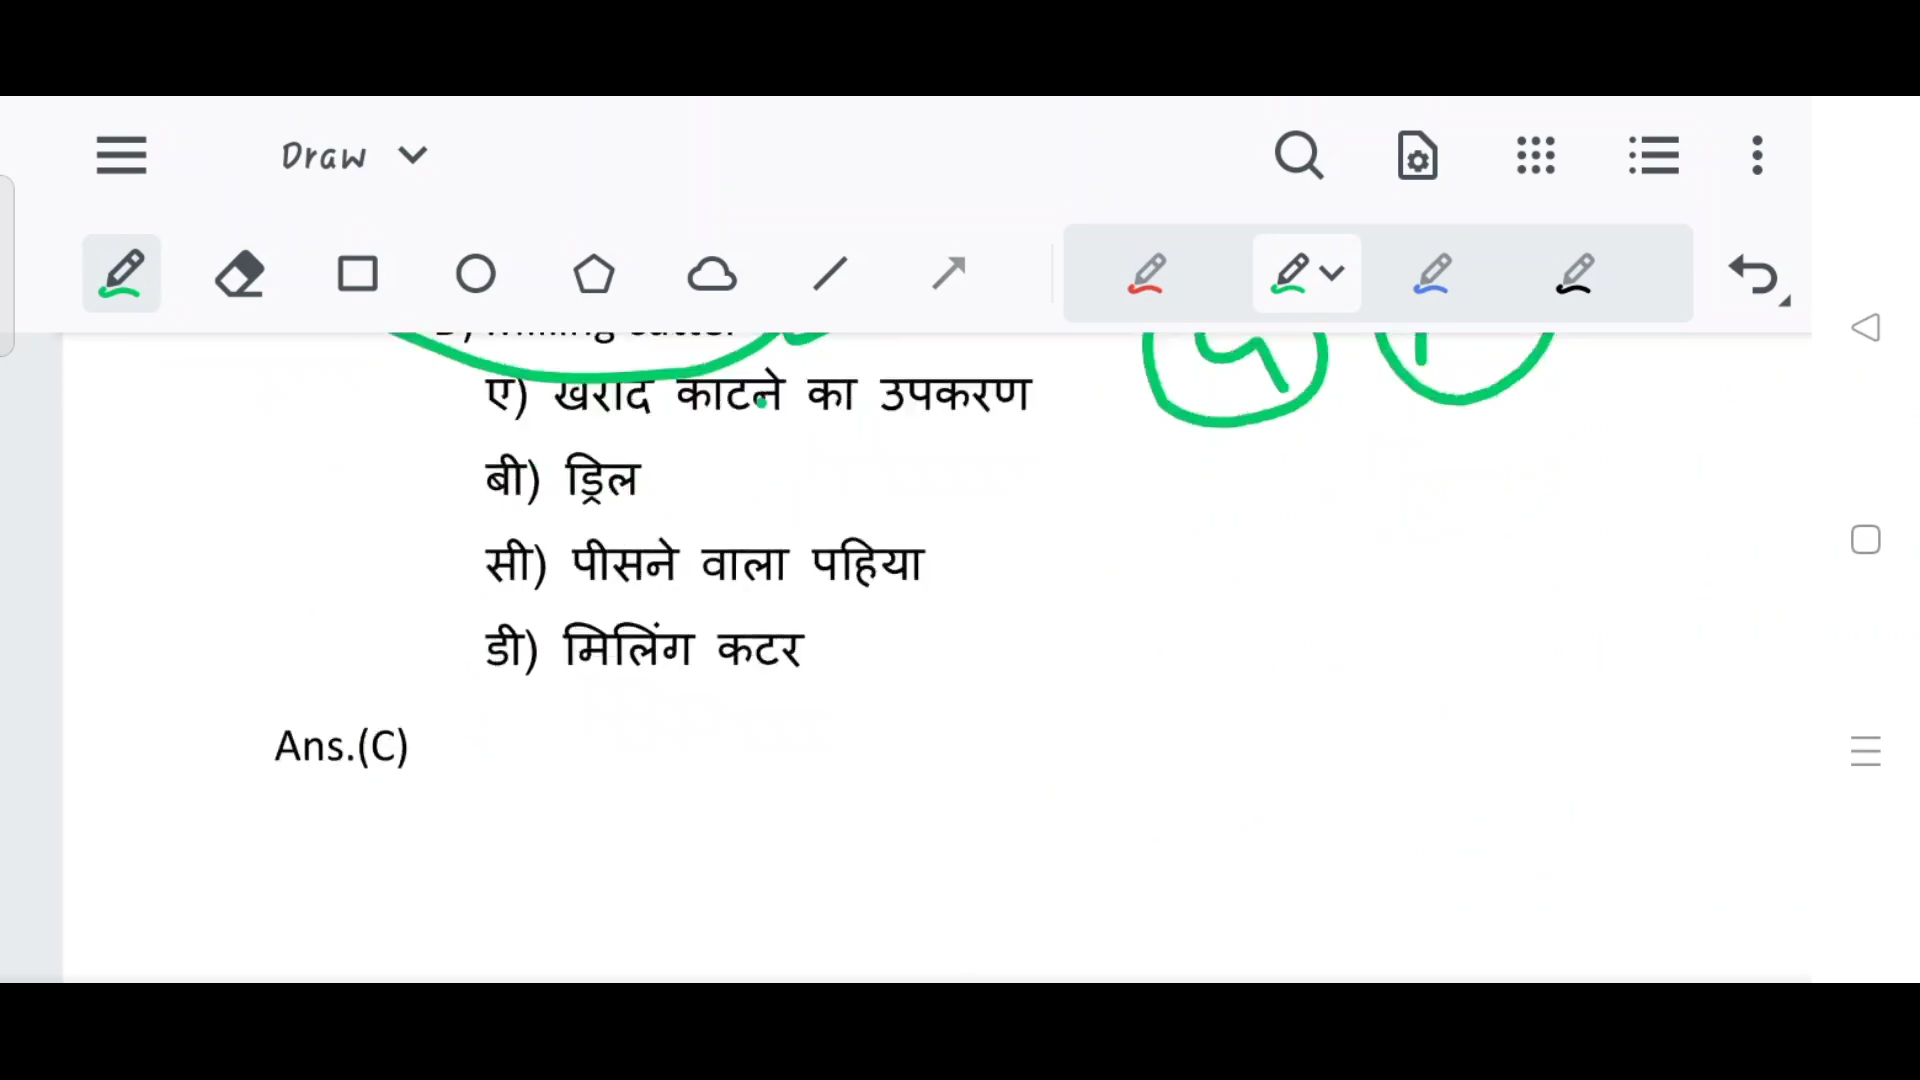 Draw
ए) खराद काटने का उपकरण
बी) ड्रिल
सी) पीसने वाला पहिया
डी) मिलिंग कटर
Ans.(C)